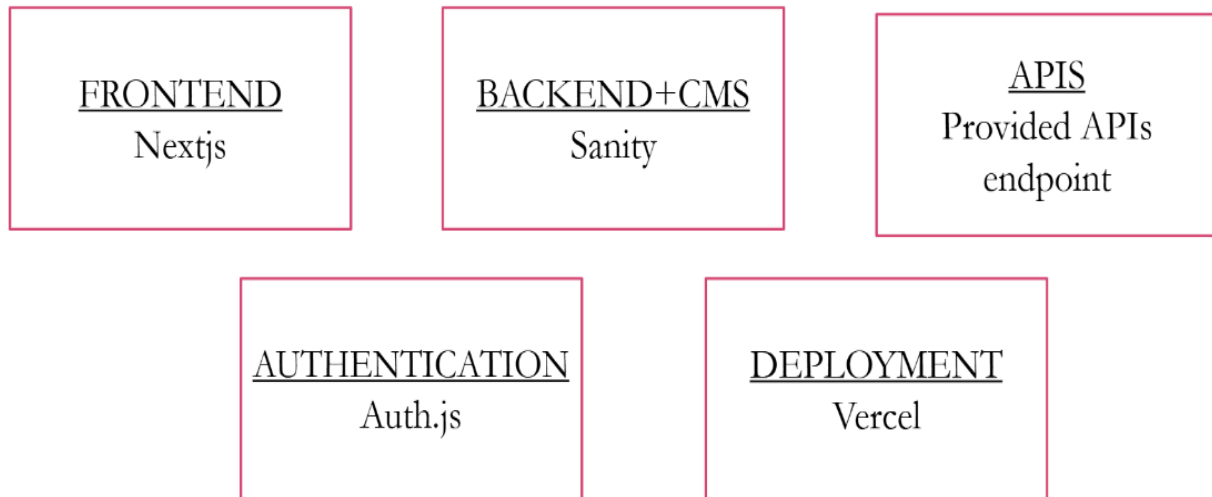 FRONTEND
Nextjs
BACKEND+CMS
Sanity
APIS
Provided APIs
endpoint
AUTHENTICATION
Auth.js
DEPLOYMENT
Vercel